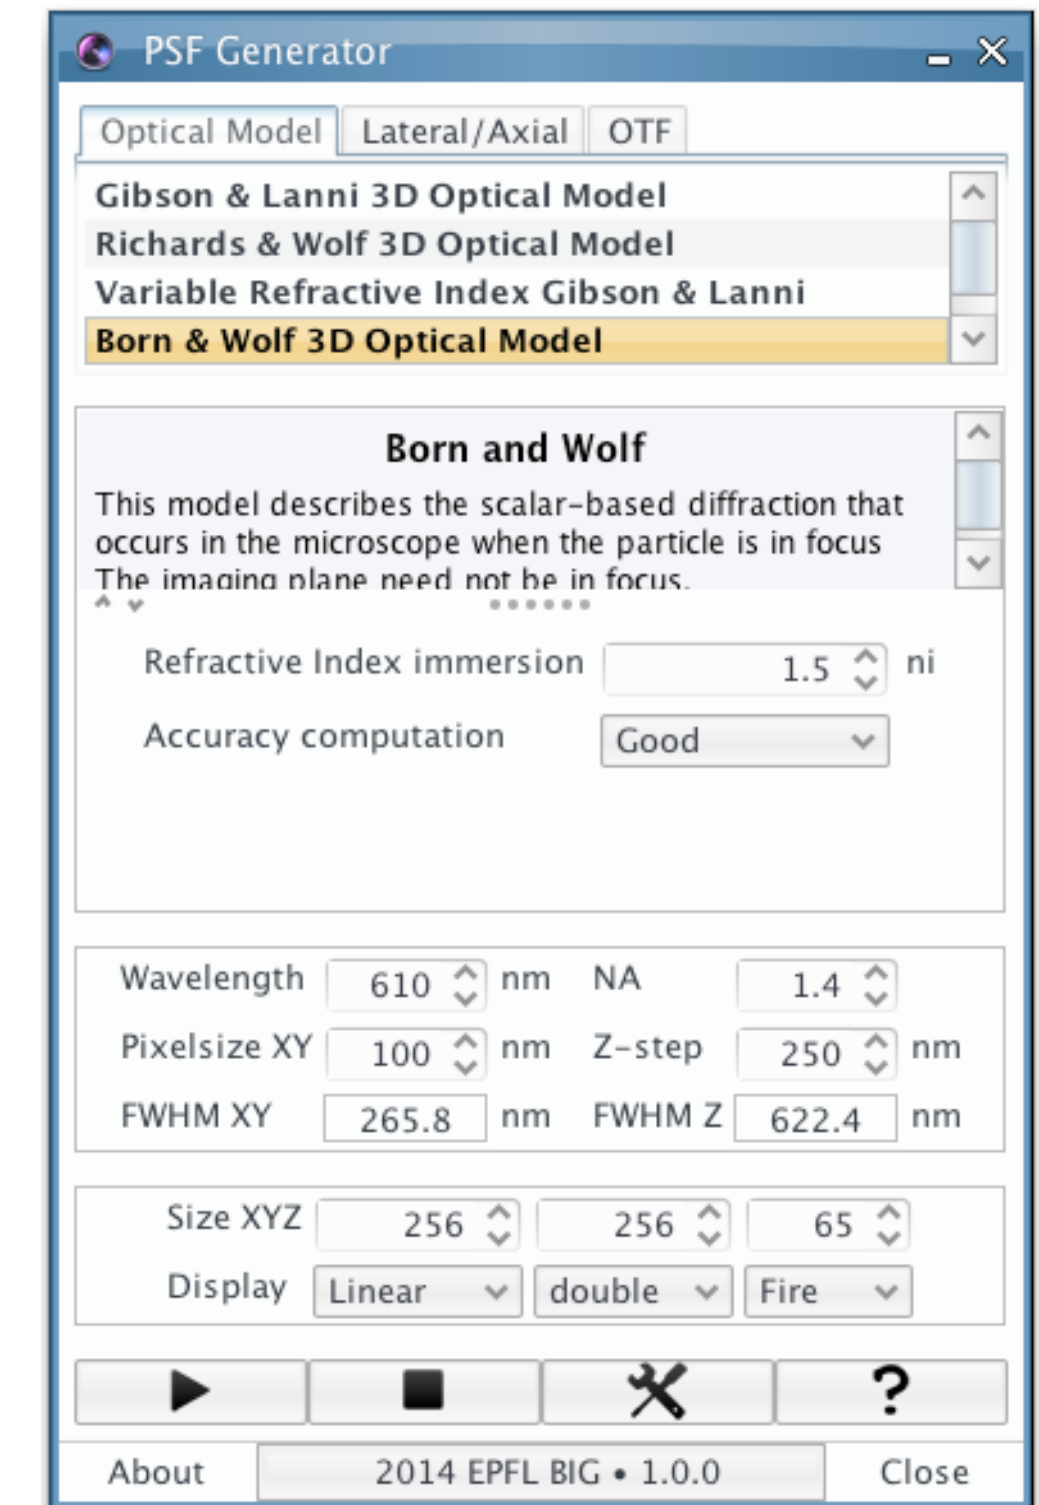 PSF Generator
Optical Model Lateral/Axial OTF
Gibson & Lanni 3D Optical Model
Richards & Wolf 3D Optical Model
Variable Refractive Index Gibson & Lanni
Born & Wolf 3D Optical Model
Born and Wolf
This model describes the scalar-based diffraction that
occurs in the microscope when the particle is in focus
The imaging plane need not be in focus.
Refractive Index immersion 1.5 ni
Accuracy computation Good
Wavelength 610 nm NA 1.4
Pixelsize XY 100 nm Z-step 250 nm
FWHM XY 265.8 nm FWHM Z 622.4 nm
Size XYZ 256 256 65
Display Linear double Fire
?
About 2014 EPFL BIG • 1.0.0 Close